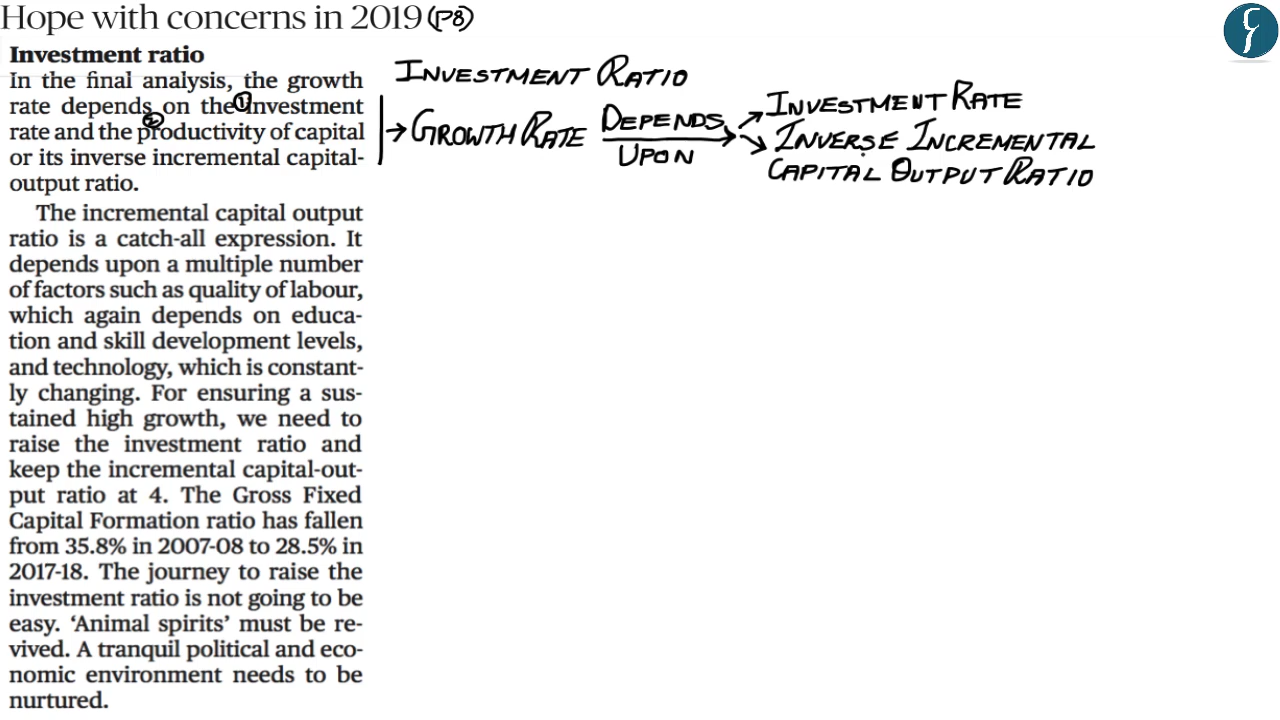 Hope with concerns in 2019 (P8)
Investment ratio
In the final analysis, the growth
rate depends on the ① investment
rate and the ② productivity of capital
or its inverse incremental capital-
output ratio.
The incremental capital output
ratio is a catch-all expression. It
depends upon a multiple number
of factors such as quality of labour,
which again depends on educa-
tion and skill development levels,
and technology, which is constant-
ly changing. For ensuring a sus-
tained high growth, we need to
raise the investment ratio and
keep the incremental capital-out-
put ratio at 4. The Gross Fixed
Capital Formation ratio has fallen
from 35.8% in 2007-08 to 28.5% in
2017-18. The journey to raise the
investment ratio is not going to be
easy. ‘Animal spirits’ must be re-
vived. A tranquil political and eco-
nomic environment needs to be
nurtured.
INVESTMENT RATIO
→ GROWTH RATE DEPENDS UPON
INVESTMENT RATE
INVERSE INCREMENTAL
CAPITAL OUTPUT RATIO